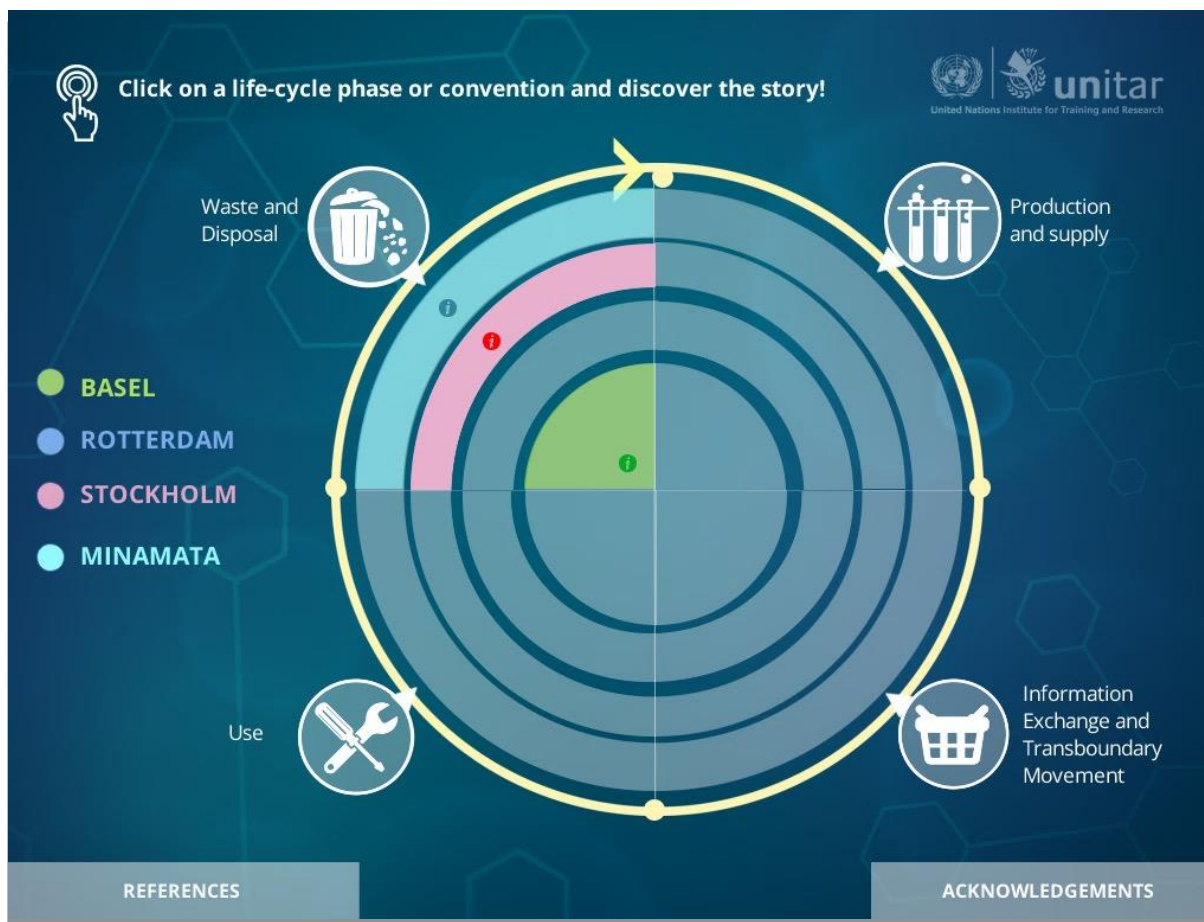 Click on a life-cycle phase or convention and discover the story!
unitar
United Nations Institute for Training and Research
Waste and
Disposal
Production
and supply
i
i
BASEL
ROTTERDAM
i
STOCKHOLM
MINAMATA
Use
Information
Exchange and
Transboundary
Movement
REFERENCES
ACKNOWLEDGEMENTS